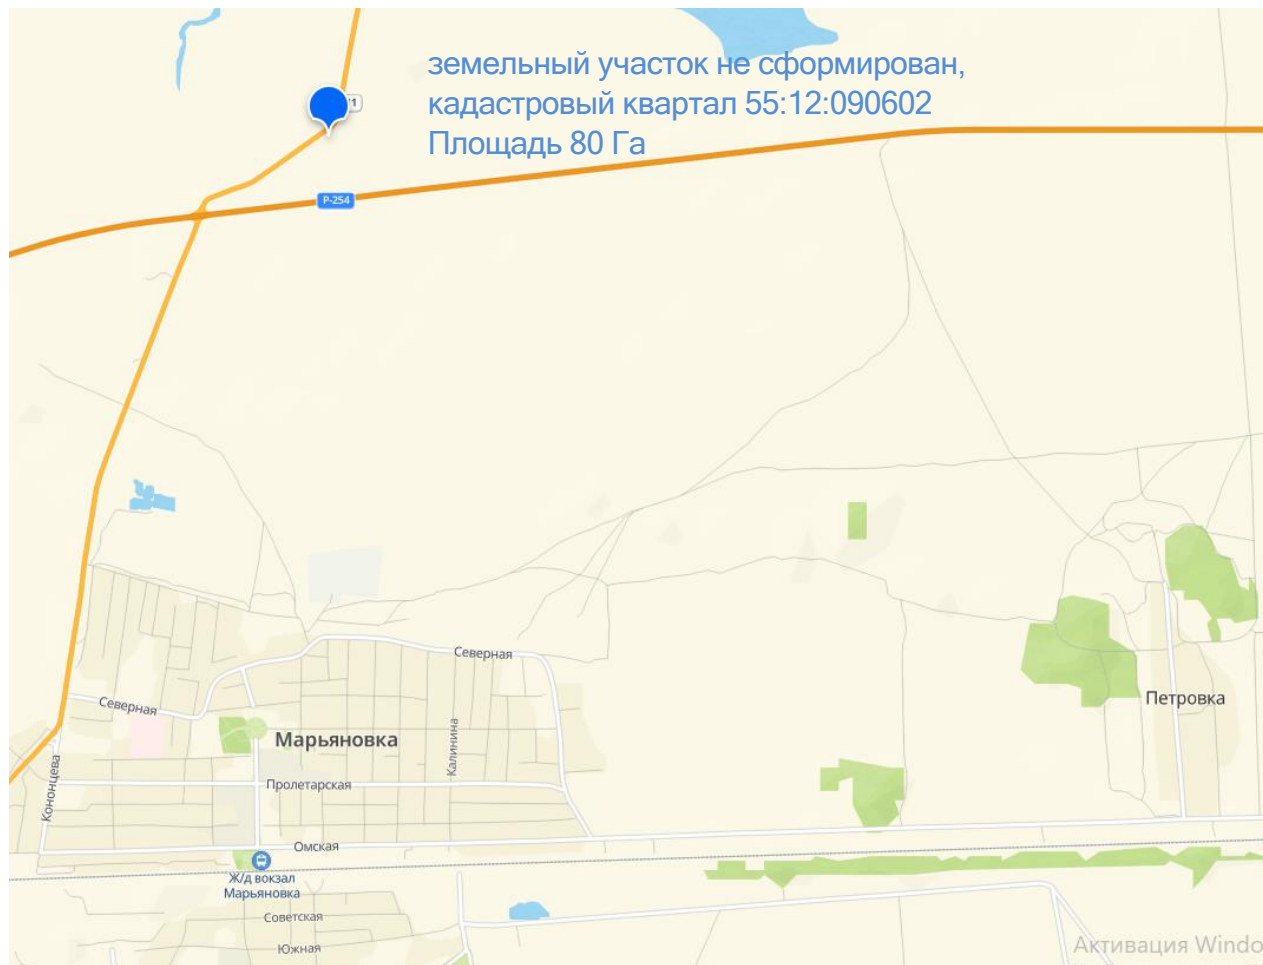 земельный участок не сформирован,
кадастровый квартал 55:12:090602
Площадь 80 Га
P-254
Северная
Северная
Петровка
Марьяновка
Калинина
Кононцева
Пролетарская
Омская
Ж/д вокзал
Марьяновка
Советская
Южная
Активация Windo